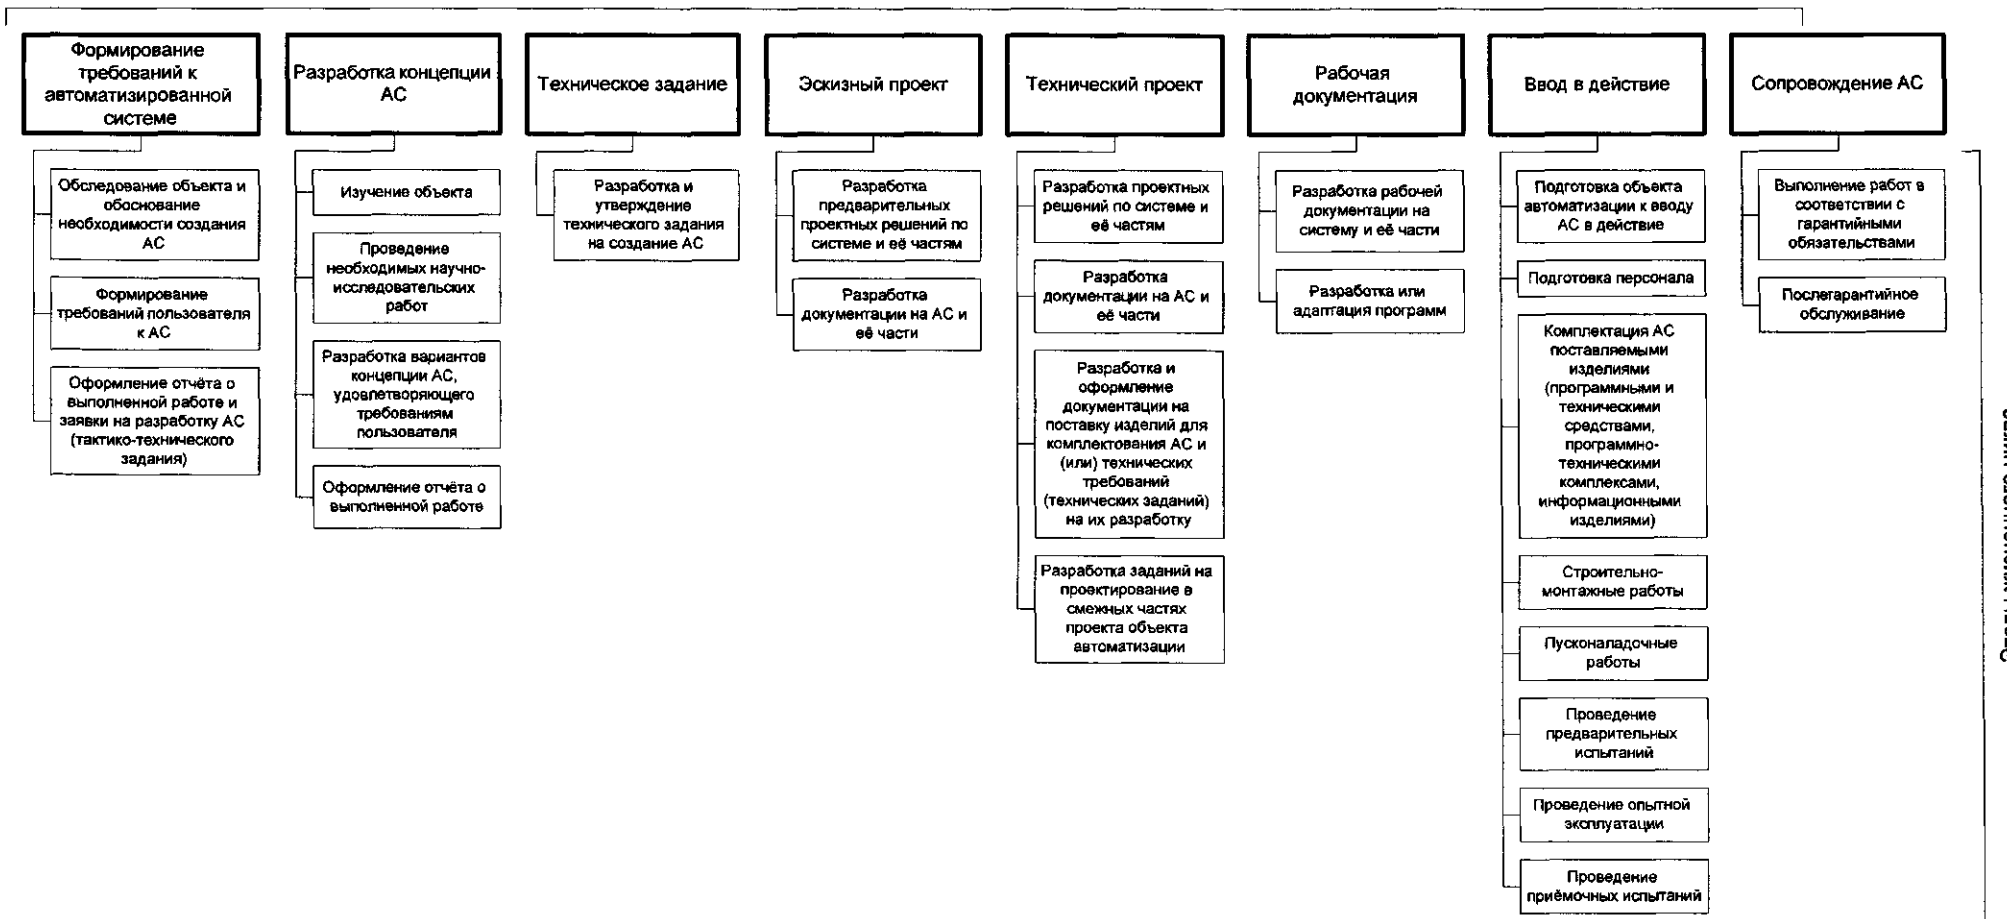 Формирование
требований к
автоматизированной
системе
Обследование объекта и
обоснование
необходимости создания
АС
Формирование
требований пользователя
к АС
Оформление отчёта о
выполненной работе и
заявки на разработку АС
(тактико-технического
задания)
Разработка концепции
АС
Изучение объекта
Проведение
необходимых научно-
исследовательских
работ
Разработка вариантов
концепции АС,
удовлетворяющего
требованиям
пользователя
Оформление отчёта о
выполненной работе
Техническое задание
Разработка и
утверждение
технического задания
на создание АС
Эскизный проект
Разработка
предварительных
проектных решений по
системе и её частям
Разработка
документации на АС и
её части
Технический проект
Разработка проектных
решений по системе и
её частям
Разработка
документации на АС и
её части
Разработка и
оформление
документации на
поставку изделий для
комплектования АС и
(или) технических
требований
(технических заданий)
на их разработку
Разработка заданий на
проектирование в
смежных частях
проекта объекта
автоматизации
Рабочая
документация
Разработка рабочей
документации на
систему и её части
Разработка или
адаптация программ
Ввод в действие
Подготовка объекта
автоматизации к вводу
АС в действие
Подготовка персонала
Комплектация АС
поставляемыми
изделиями
(программными и
техническими
средствами,
программно-
техническими
комплексами,
информационными
изделиями)
Строительно-
монтажные работы
Пусконаладочные
работы
Проведение
предварительных
испытаний
Проведение опытной
эксплуатации
Проведение
приёмочных испытаний
Сопровождение АС
Выполнение работ в
соответствии с
гарантийными
обязательствами
Послегарантийное
обслуживание